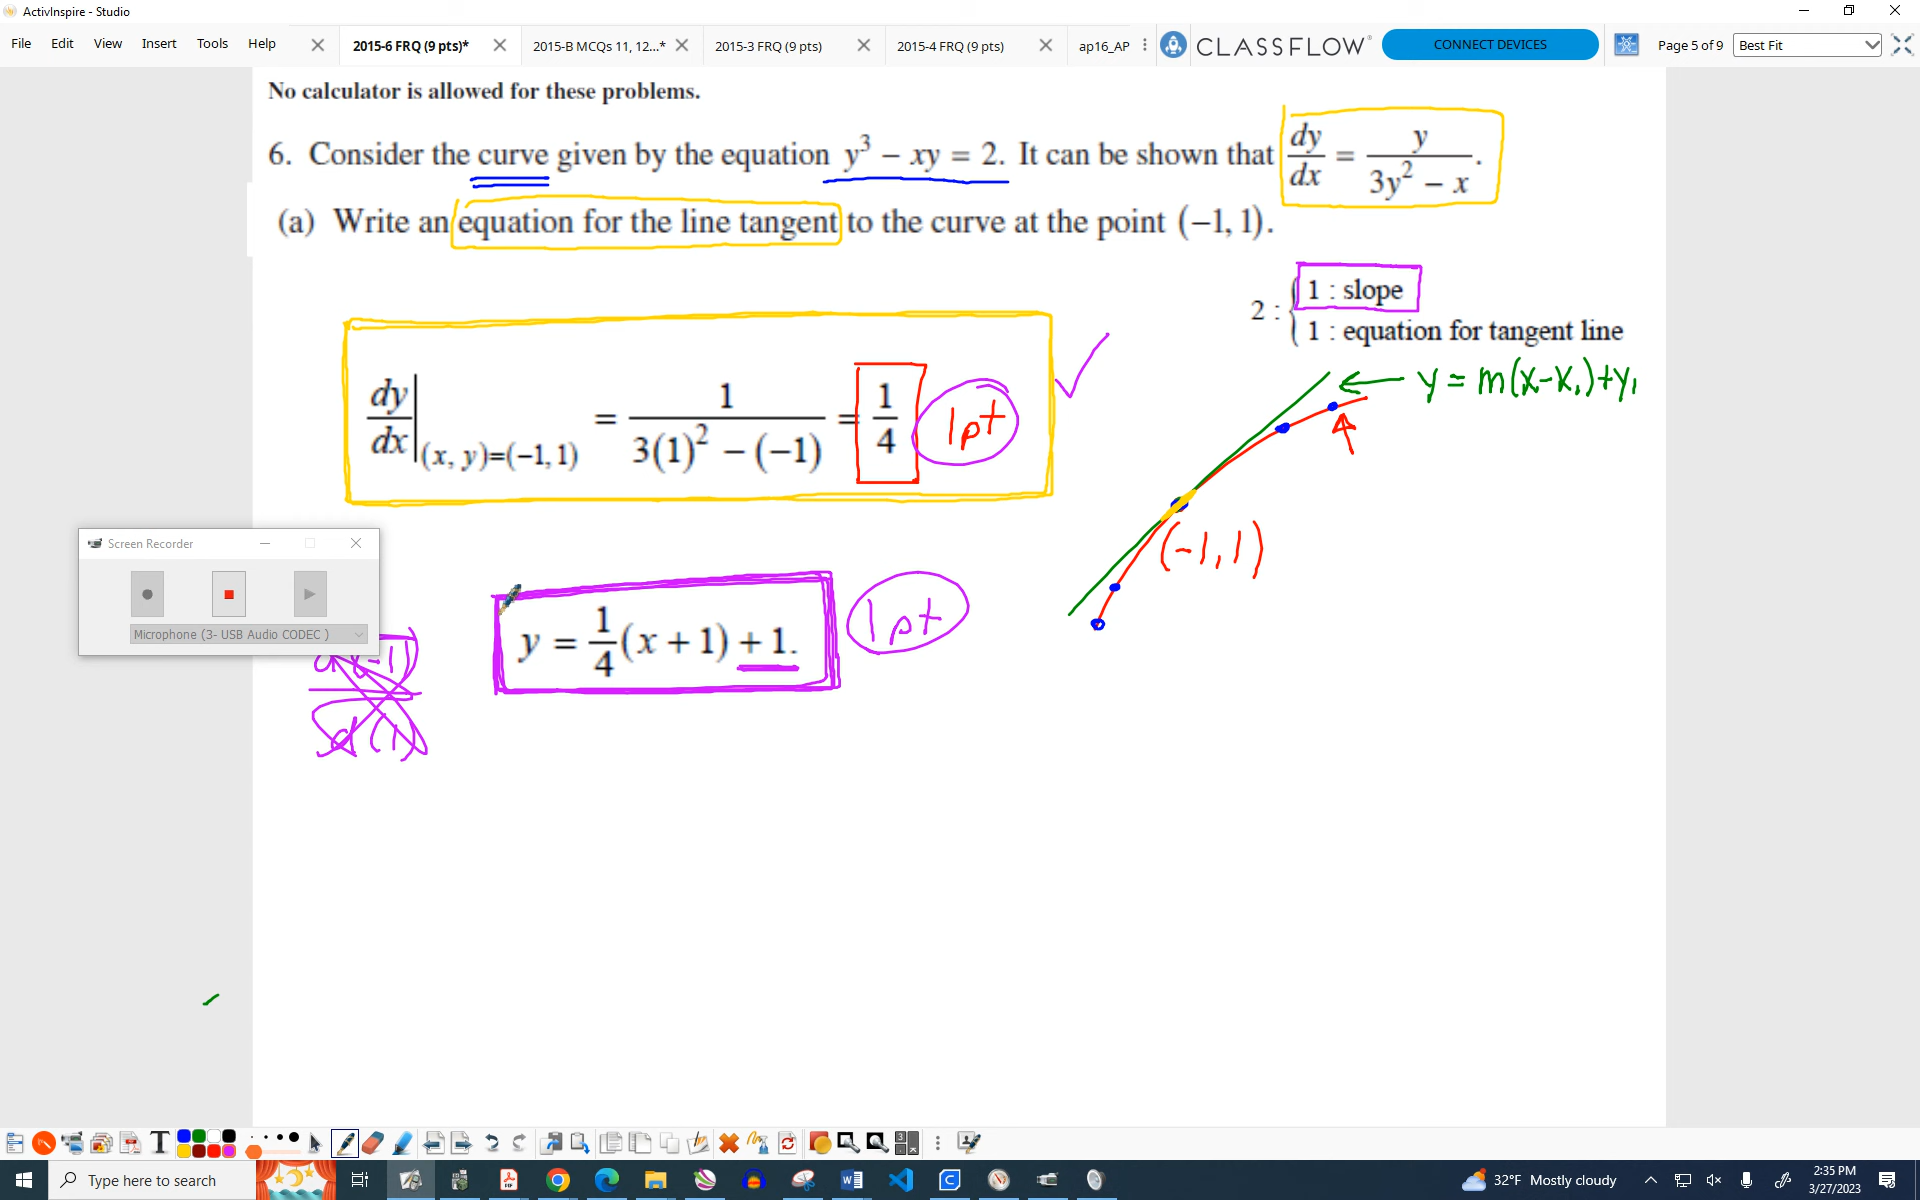 ActivInspire - Studio
File Edit View Insert Tools Help
2015-6 FRQ (9 pts)*
2015-B MCQs 11, 12...*
2015-3 FRQ (9 pts)
2015-4 FRQ (9 pts)
ap16_AP
CLASSFLOW
CONNECT DEVICES
Page 5 of 9
Best Fit
No calculator is allowed for these problems.
6. Consider the curve given by the equation y³ − xy = 2. It can be shown that dy/dx = y/(3y² − x).
(a) Write an equation for the line tangent to the curve at the point (−1, 1).
2 : { 1 : slope
1 : equation for tangent line
y = m(x-x₁)+y₁
dy/dx|(x, y)=(−1, 1) = 1/(3(1)² − (−1)) = 1/4
1pt
(-1,1)
Screen Recorder
Microphone (3- USB Audio CODEC )
y = 1/4(x + 1) + 1.
1pt
d(1)
T
Type here to search
32°F Mostly cloudy
2:35 PM
3/27/2023